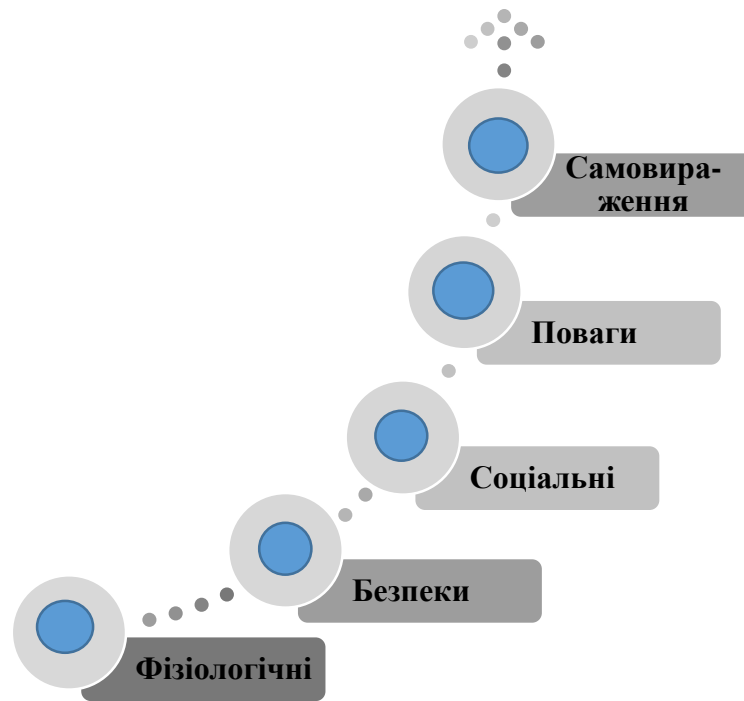 Самовира-
ження
Поваги
Соціальні
Безпеки
Фізіологічні